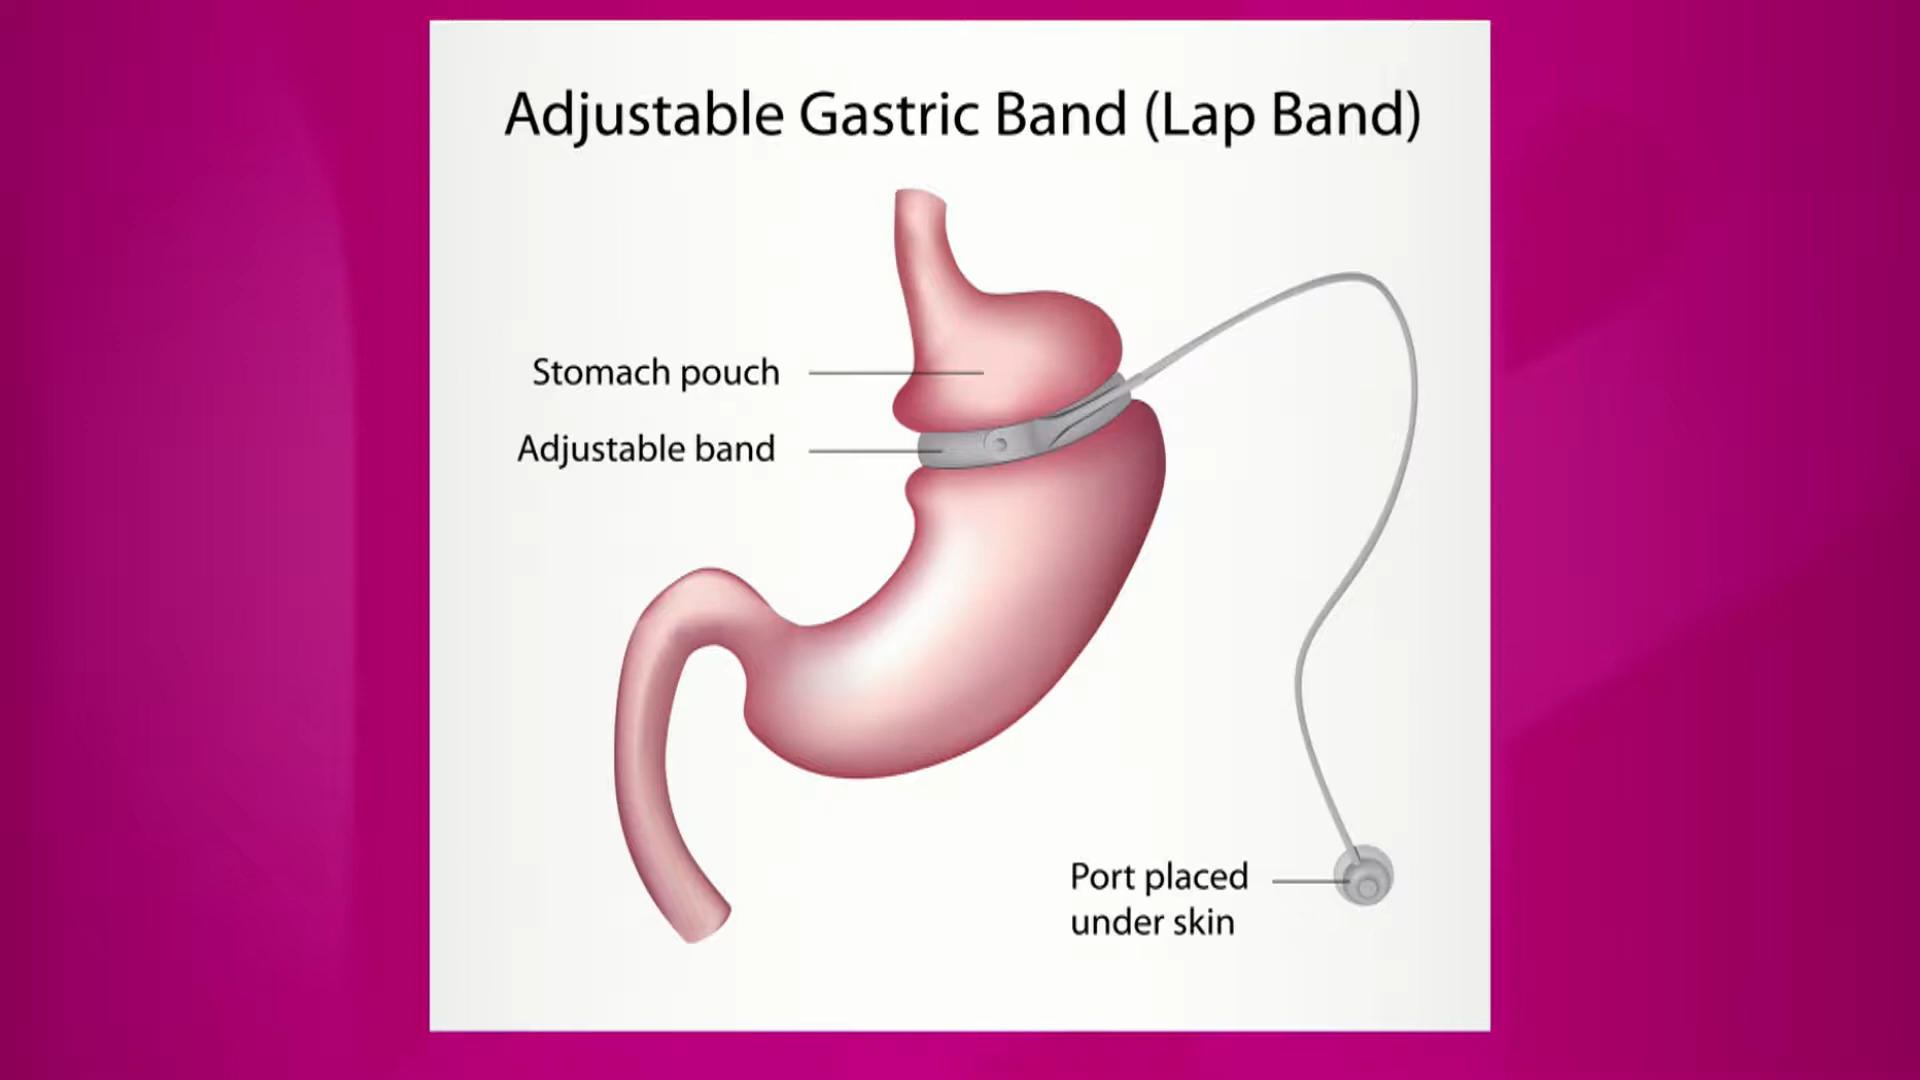 Adjustable Gastric Band (Lap Band)
Stomach pouch
Adjustable band
Port placed
under skin